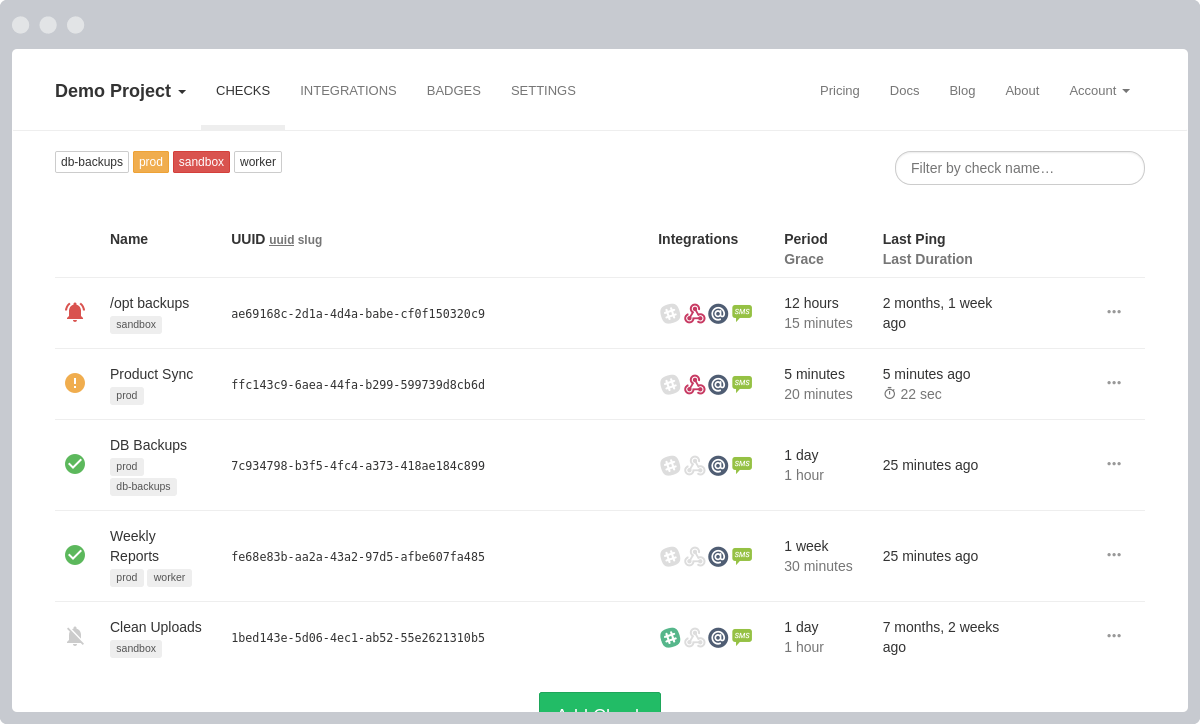 Demo Project CHECKS INTEGRATIONS BADGES SETTINGS Pricing Docs Blog About Account
db-backups prod sandbox worker Filter by check name…
Name UUID uuid slug Integrations Period Last Ping
Grace Last Duration
/opt backups
sandbox
ae69168c-2d1a-4d4a-babe-cf0f150320c9
SMS
12 hours
15 minutes
2 months, 1 week
ago
Product Sync
prod
ffc143c9-6aea-44fa-b299-599739d8cb6d
SMS
5 minutes
20 minutes
5 minutes ago
22 sec
DB Backups
prod
db-backups
7c934798-b3f5-4fc4-a373-418ae184c899
SMS
1 day
1 hour
25 minutes ago
Weekly
Reports
prod worker
fe68e83b-aa2a-43a2-97d5-afbe607fa485
SMS
1 week
30 minutes
25 minutes ago
Clean Uploads
sandbox
1bed143e-5d06-4ec1-ab52-55e2621310b5
SMS
1 day
1 hour
7 months, 2 weeks
ago
Add Check